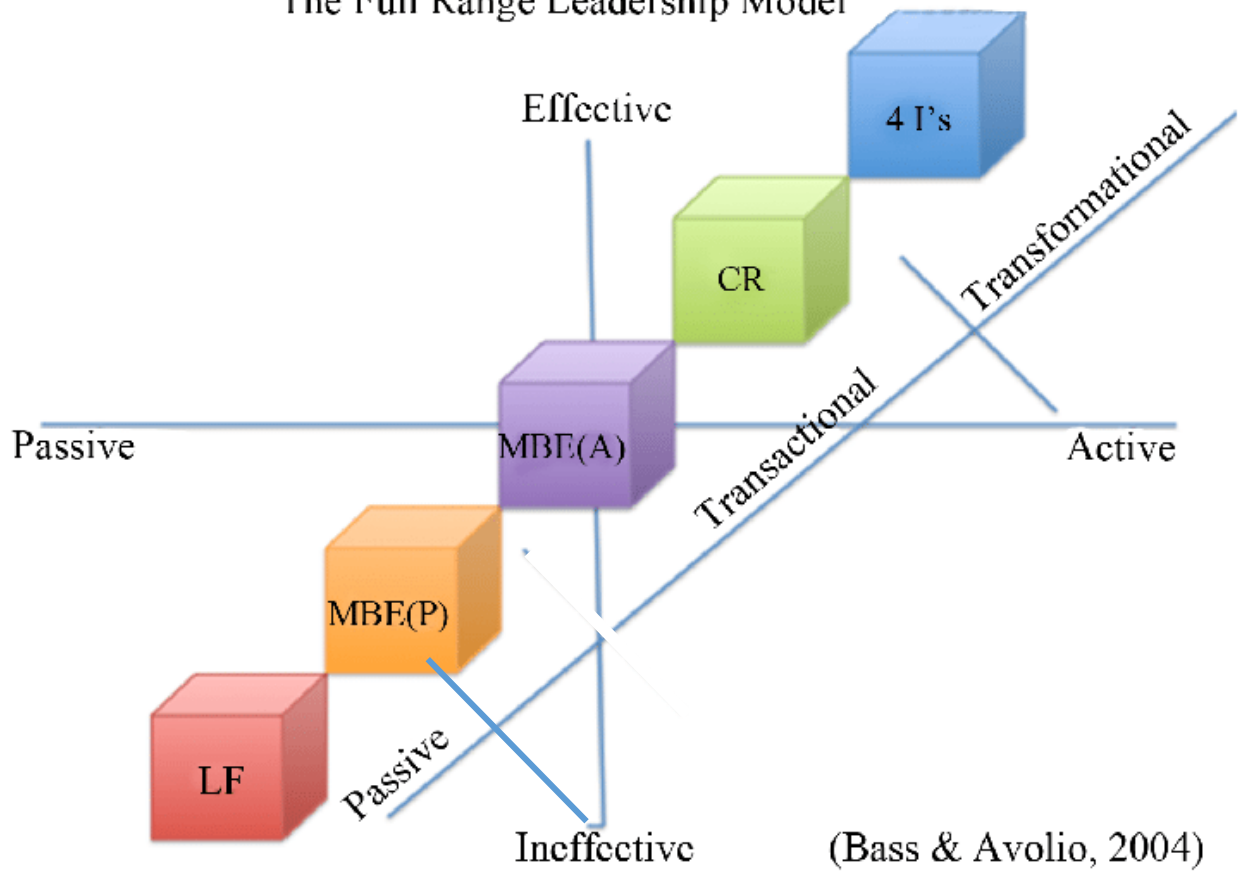 The Full Range Leadership Model
Effective
4 I's
Transformational
CR
Transactional
MBE(A)
Passive
Active
MBE(P)
Passive
LF
Ineffective
(Bass & Avolio, 2004)